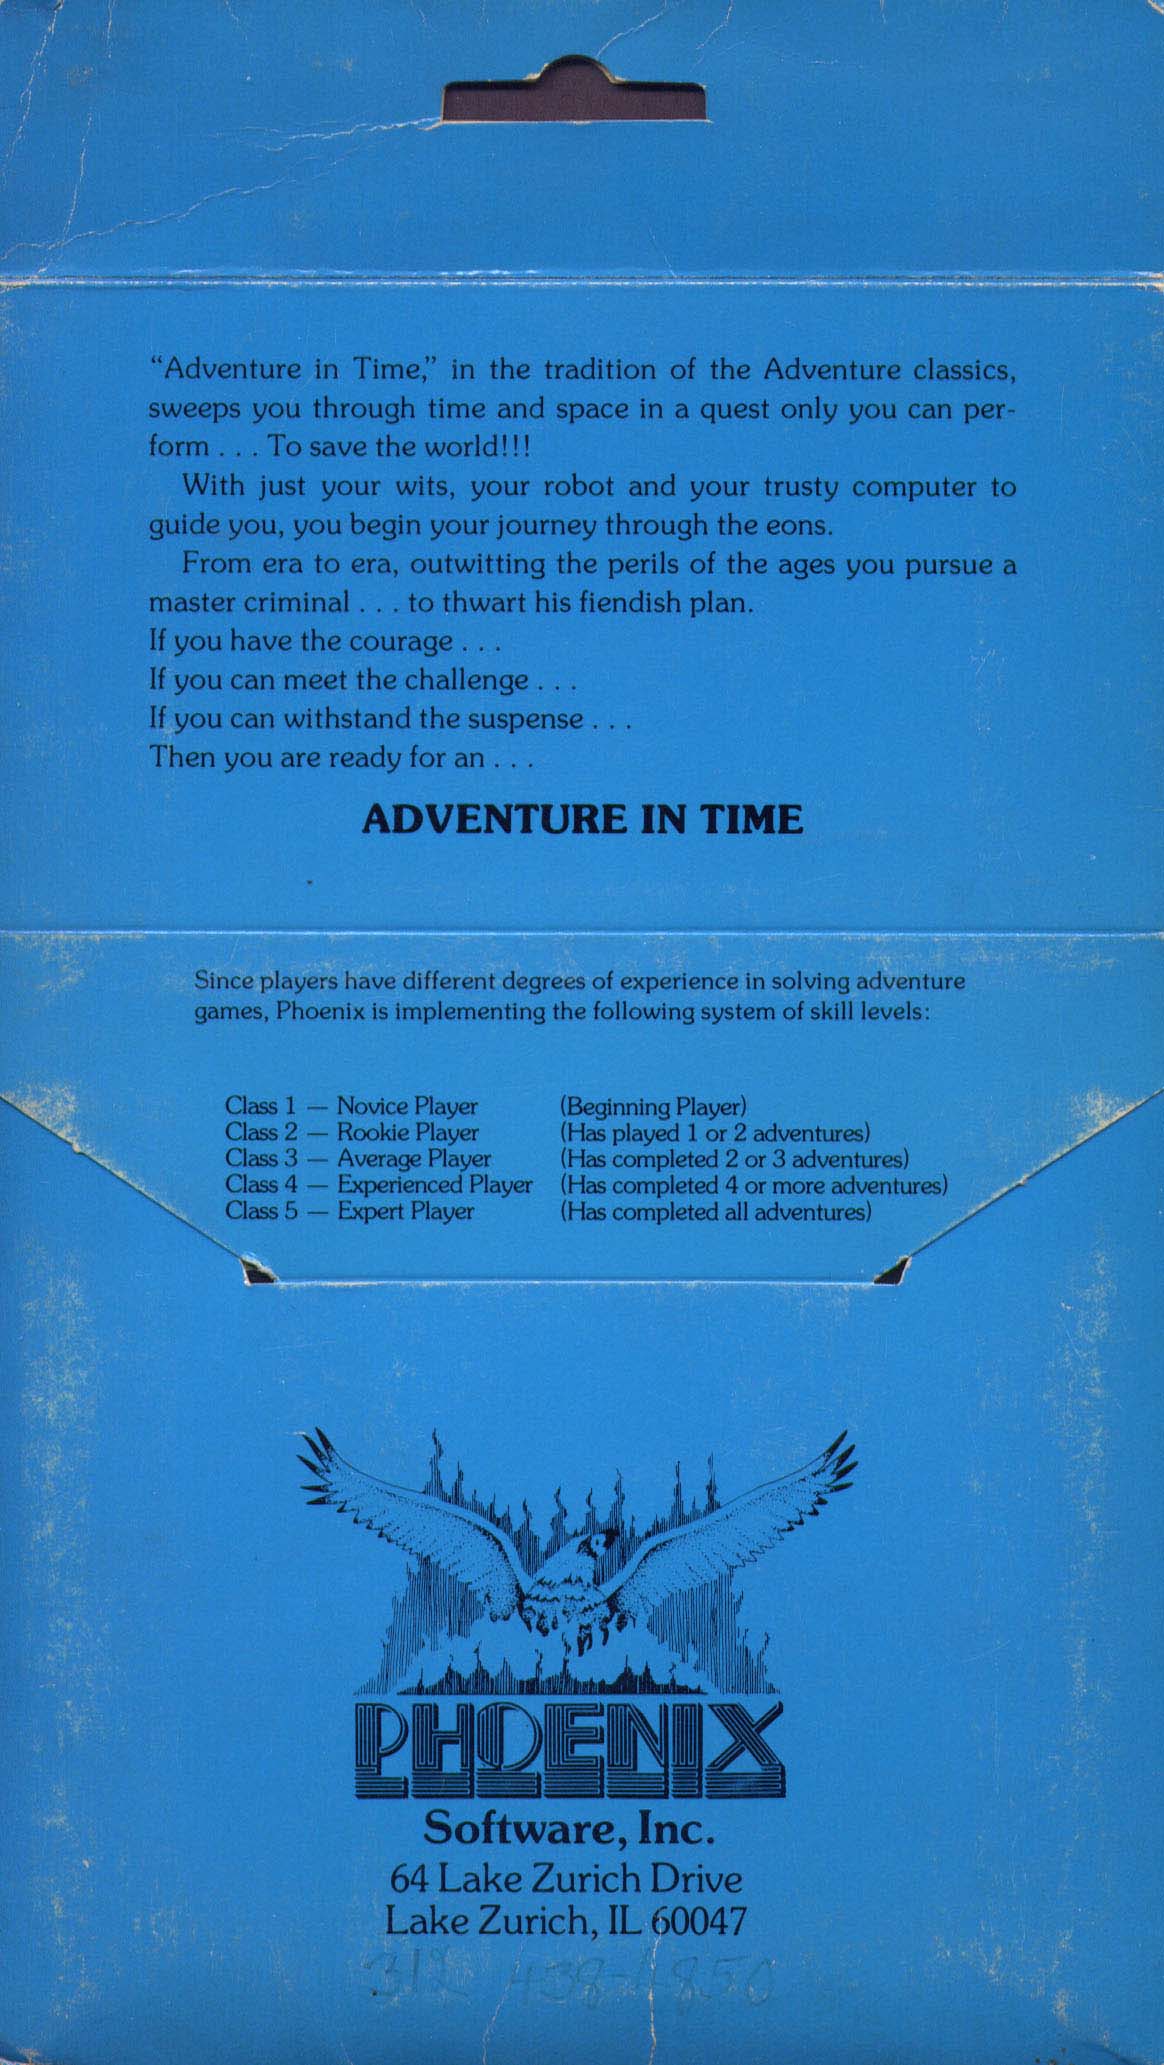 “Adventure in Time,” in the tradition of the Adventure classics,
sweeps you through time and space in a quest only you can per-
form . . . To save the world!!!
With just your wits, your robot and your trusty computer to
guide you, you begin your journey through the eons.
From era to era, outwitting the perils of the ages you pursue a
master criminal . . . to thwart his fiendish plan.
If you have the courage . . .
If you can meet the challenge . . .
If you can withstand the suspense . . .
Then you are ready for an . . .
ADVENTURE IN TIME
Since players have different degrees of experience in solving adventure
games, Phoenix is implementing the following system of skill levels:
Class 1 — Novice Player (Beginning Player)
Class 2 — Rookie Player (Has played 1 or 2 adventures)
Class 3 — Average Player (Has completed 2 or 3 adventures)
Class 4 — Experienced Player (Has completed 4 or more adventures)
Class 5 — Expert Player (Has completed all adventures)
PHOENIX
Software, Inc.
64 Lake Zurich Drive
Lake Zurich, IL 60047
312 438-4850